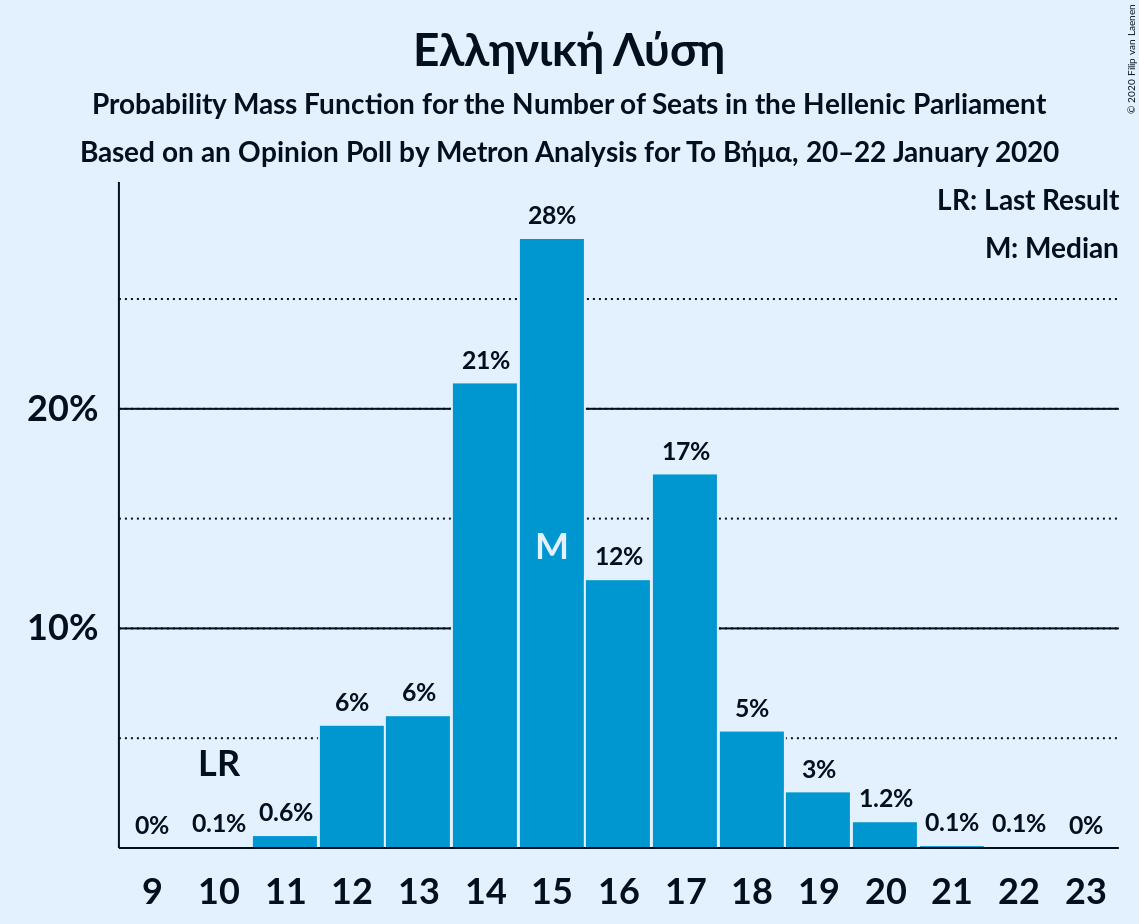 Ελληνική Λύση
Probability Mass Function for the Number of Seats in the Hellenic Parliament
Based on an Opinion Poll by Metron Analysis for Το Βήμα, 20–22 January 2020
© 2020 Filip van Laenen
LR: Last Result
M: Median
28%
21%
20%
17%
M
12%
10%
6%
6%
5%
LR
3%
0%
0.1%
0.6%
1.2%
0.1%
0.1%
0%
9 10 11 12 13 14 15 16 17 18 19 20 21 22 23